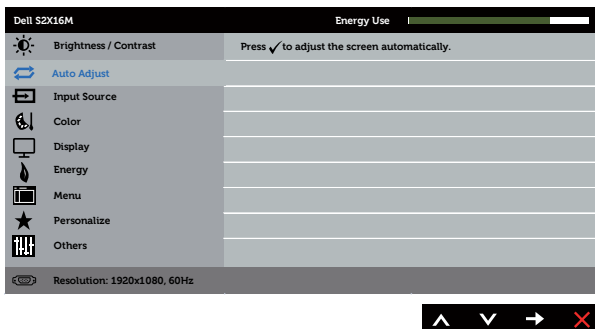 Dell S2X16M Energy Use
Brightness / Contrast Press ✓ to adjust the screen automatically.
Auto Adjust
Input Source
Color
Display
Energy
Menu
Personalize
Others
Resolution: 1920x1080, 60Hz